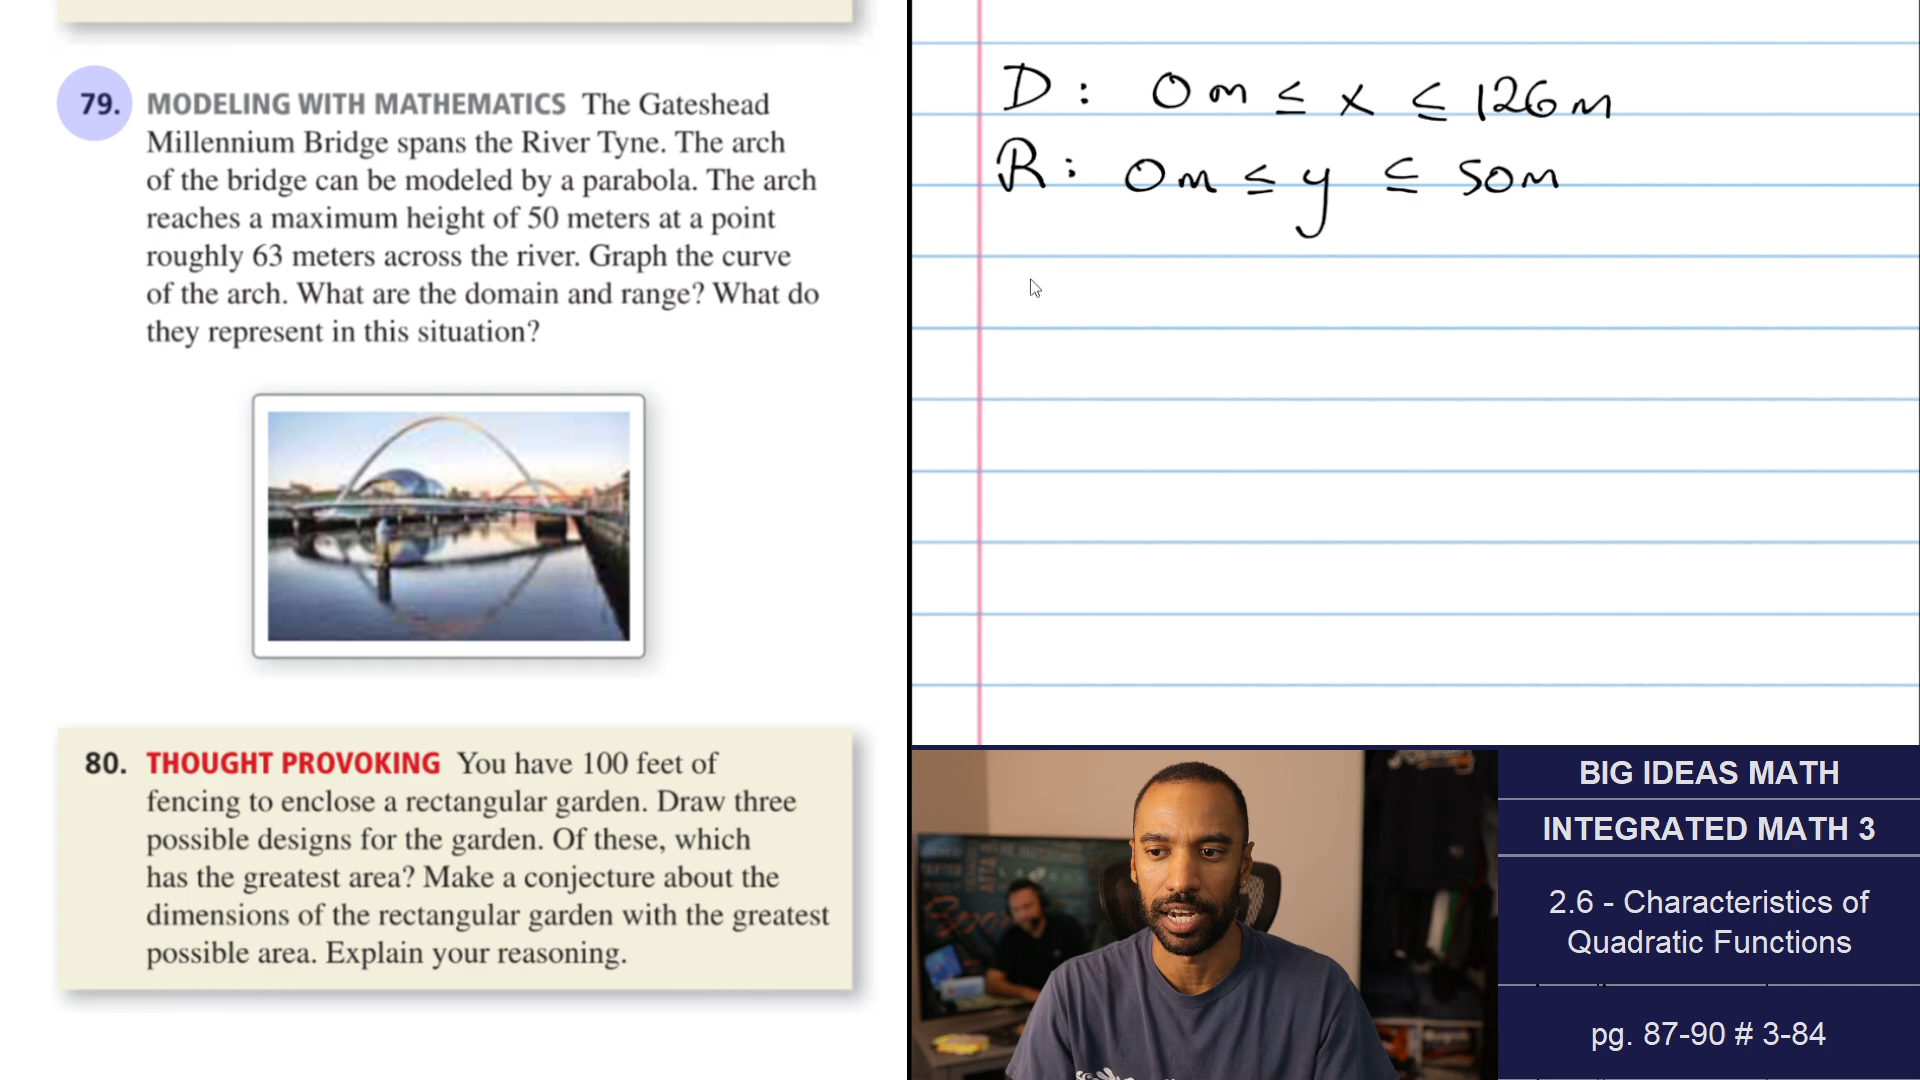 79. MODELING WITH MATHEMATICS The Gateshead
Millennium Bridge spans the River Tyne. The arch
of the bridge can be modeled by a parabola. The arch
reaches a maximum height of 50 meters at a point
roughly 63 meters across the river. Graph the curve
of the arch. What are the domain and range? What do
they represent in this situation?
80. THOUGHT PROVOKING You have 100 feet of
fencing to enclose a rectangular garden. Draw three
possible designs for the garden. Of these, which
has the greatest area? Make a conjecture about the
dimensions of the rectangular garden with the greatest
possible area. Explain your reasoning.
D: 0m ≤ x ≤ 126m
R: 0m ≤ y ≤ 50m
BIG IDEAS MATH
INTEGRATED MATH 3
2.6 - Characteristics of
Quadratic Functions
pg. 87-90 # 3-84